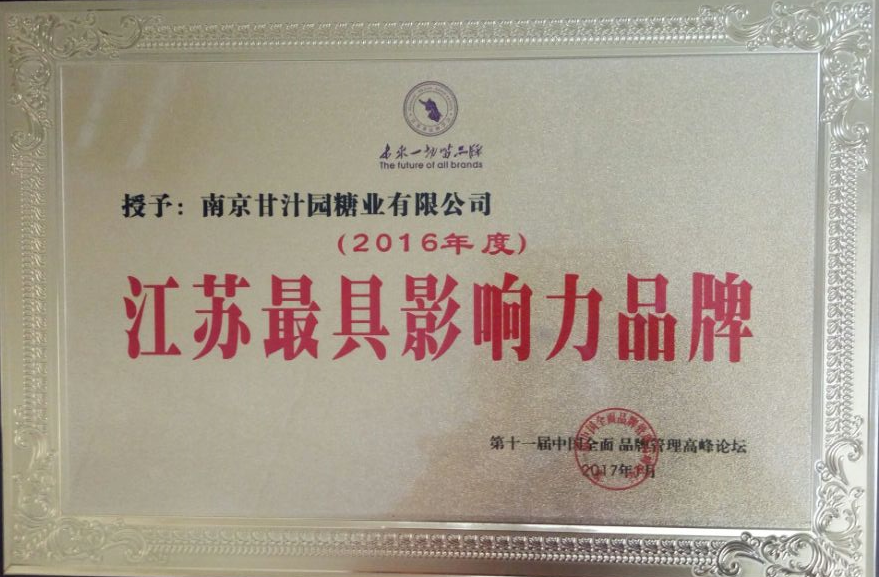 未来一切皆品牌
The future of all brands
授予：南京甘汁园糖业有限公司
(2016年度)
江苏最具影响力品牌
第十一届中国全面品牌管理高峰论坛
2017年1月